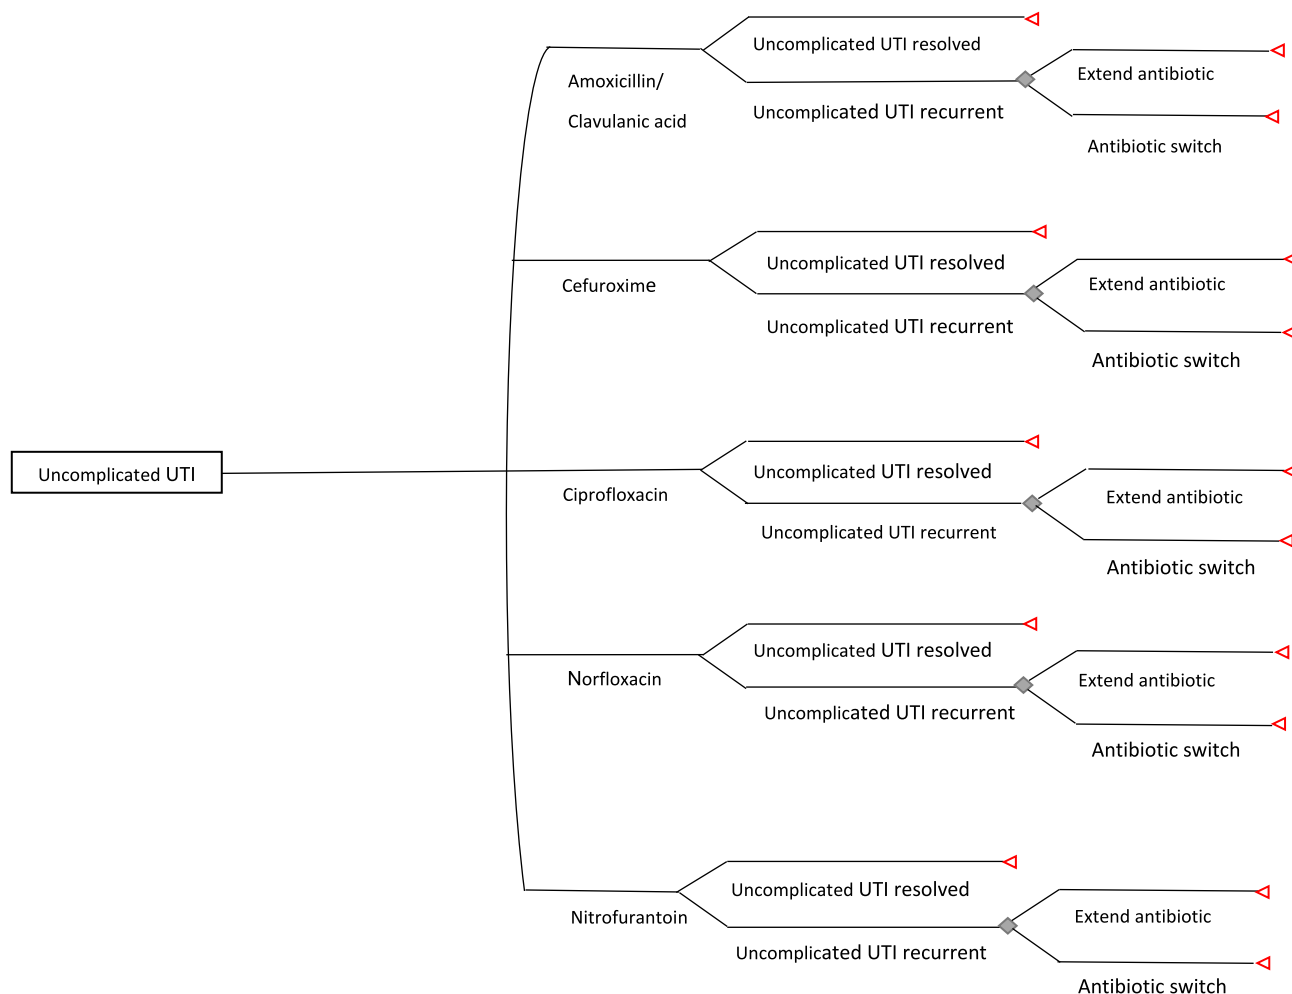 Uncomplicated UTI resolved
Extend antibiotic
Amoxicillin/
Clavulanic acid
Uncomplicated UTI recurrent
Antibiotic switch
Uncomplicated UTI resolved
Extend antibiotic
Cefuroxime
Uncomplicated UTI recurrent
Antibiotic switch
Uncomplicated UTI
Uncomplicated UTI resolved
Extend antibiotic
Ciprofloxacin
Uncomplicated UTI recurrent
Antibiotic switch
Uncomplicated UTI resolved
Extend antibiotic
Norfloxacin
Uncomplicated UTI recurrent
Antibiotic switch
Uncomplicated UTI resolved
Extend antibiotic
Nitrofurantoin
Uncomplicated UTI recurrent
Antibiotic switch